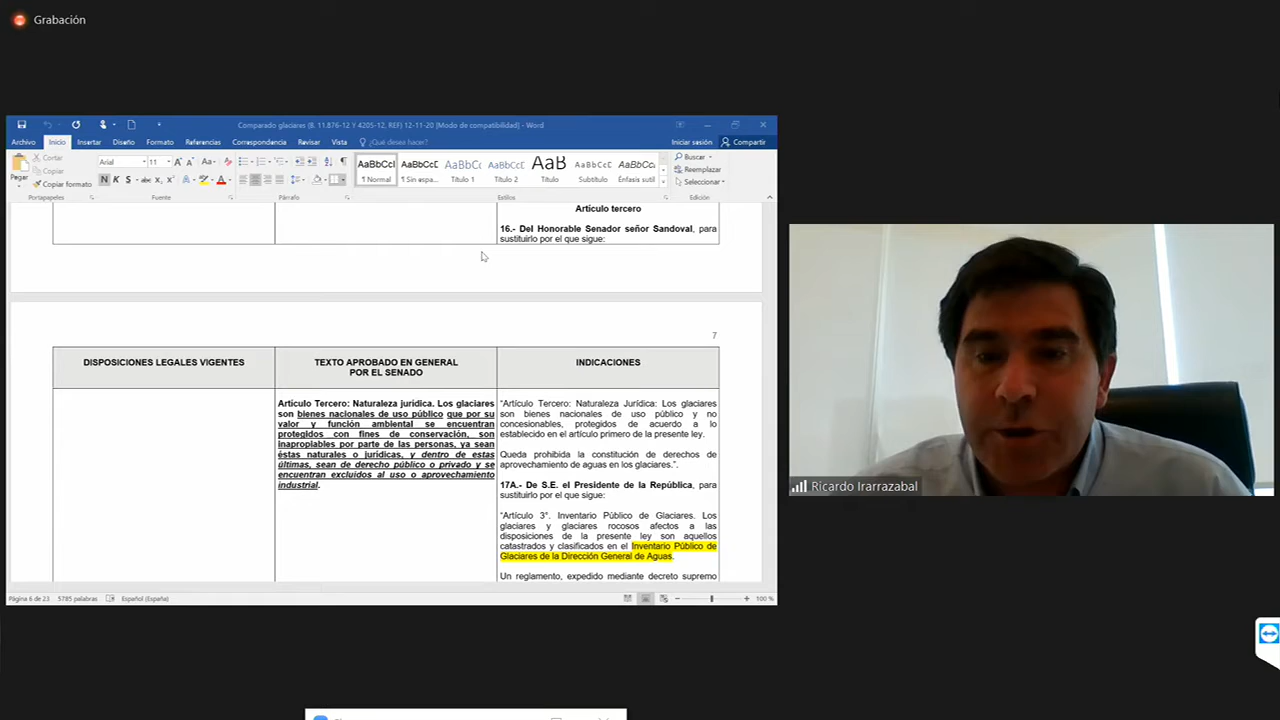 Grabación
Comparado glaciares (B. 11.876-12 Y 4205-12, REF) 12-11-20 [Modo de compatibilidad] - Word
Archivo Inicio Insertar Diseño Formato Referencias Correspondencia Revisar Vista ¿Qué desea hacer? Iniciar sesión Compartir
Pegar
Cortar
Copiar
Copiar formato
Arial 11
N K S abc x₂ x²
AaBbCcI AaBbCcD AaBbCc AaBbCcE AaB AaBbCcD AaBbCc
¶ Normal ¶ Sin espa... Título 1 Título 2 Título Subtítulo Énfasis sutil
Buscar
Reemplazar
Seleccionar
Portapapeles Fuente Párrafo Estilos Edición
Artículo tercero
16.- Del Honorable Senador señor Sandoval, para
sustituirlo por el que sigue:
7
DISPOSICIONES LEGALES VIGENTES
TEXTO APROBADO EN GENERAL
POR EL SENADO
INDICACIONES
Artículo Tercero: Naturaleza jurídica. Los glaciares
son bienes nacionales de uso público que por su
valor y función ambiental se encuentran
protegidos con fines de conservación, son
inapropiables por parte de las personas, ya sean
éstas naturales o jurídicas, y dentro de estas
últimas, sean de derecho público o privado y se
encuentran excluidos al uso o aprovechamiento
industrial.
"Artículo Tercero: Naturaleza Jurídica: Los glaciares
son bienes nacionales de uso público y no
concesionables, protegidos de acuerdo a lo
establecido en el artículo primero de la presente ley.
Queda prohibida la constitución de derechos de
aprovechamiento de aguas en los glaciares.".
17A.- De S.E. el Presidente de la República, para
sustituirlo por el que sigue:
"Artículo 3°. Inventario Público de Glaciares. Los
glaciares y glaciares rocosos afectos a las
disposiciones de la presente ley son aquellos
catastrados y clasificados en el Inventario Público de
Glaciares de la Dirección General de Aguas.
Un reglamento, expedido mediante decreto supremo
Página 6 de 23 5785 palabras Español (España) 100 %
Ricardo Irarrazabal